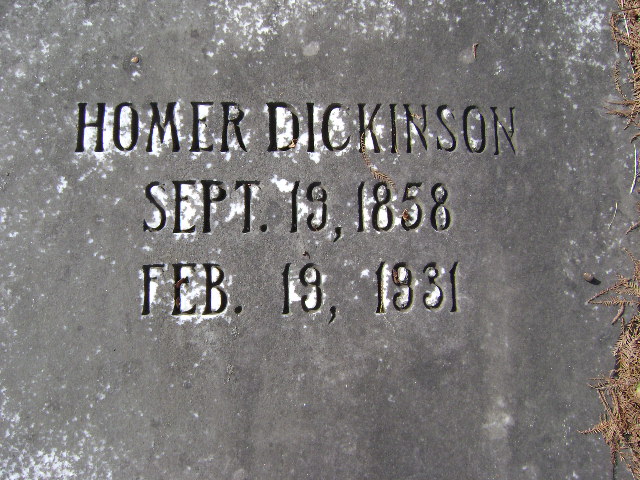 HOMER DICKINSON
SEPT. 19, 1858
FEB. 19, 1931